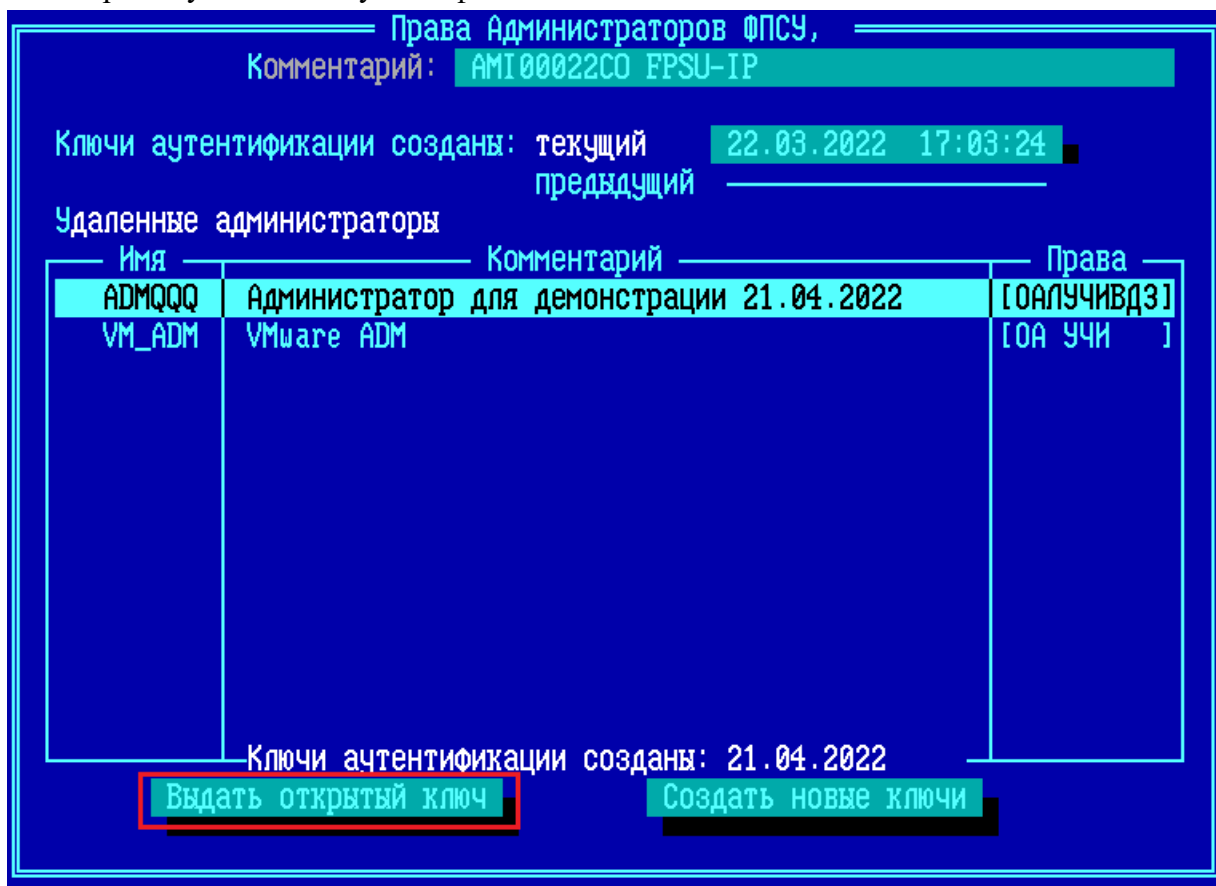 Права Администраторов ФПСУ,
Комментарий: AMI00022CO FPSU-IP
Ключи аутентификации созданы: текущий 22.03.2022 17:03:24
предыдущий
Удаленные администраторы
Имя Комментарий Права
ADMQQQ Администратор для демонстрации 21.04.2022 [ОАЛУЧИВДЗ]
VM_ADM VMware ADM [ОА УЧИ ]
Ключи аутентификации созданы: 21.04.2022
Выдать открытый ключ Создать новые ключи